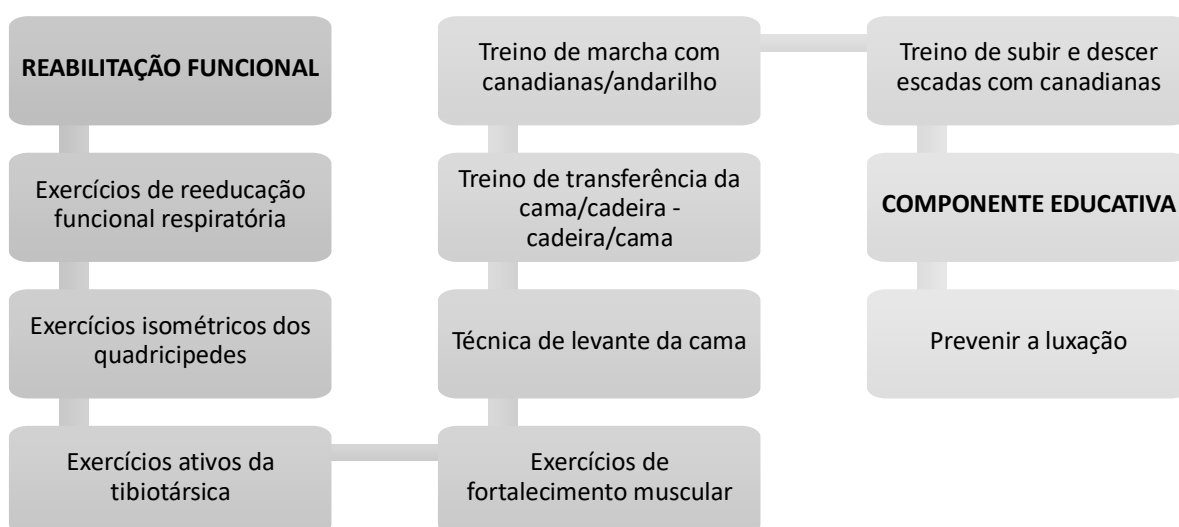 REABILITAÇÃO FUNCIONAL
Exercícios de reeducação
funcional respiratória
Exercícios isométricos dos
quadricipedes
Exercícios ativos da
tibiotársica
Exercícios de
fortalecimento muscular
Técnica de levante da cama
Treino de transferência da
cama/cadeira -
cadeira/cama
Treino de marcha com
canadianas/andarilho
Treino de subir e descer
escadas com canadianas
COMPONENTE EDUCATIVA
Prevenir a luxação